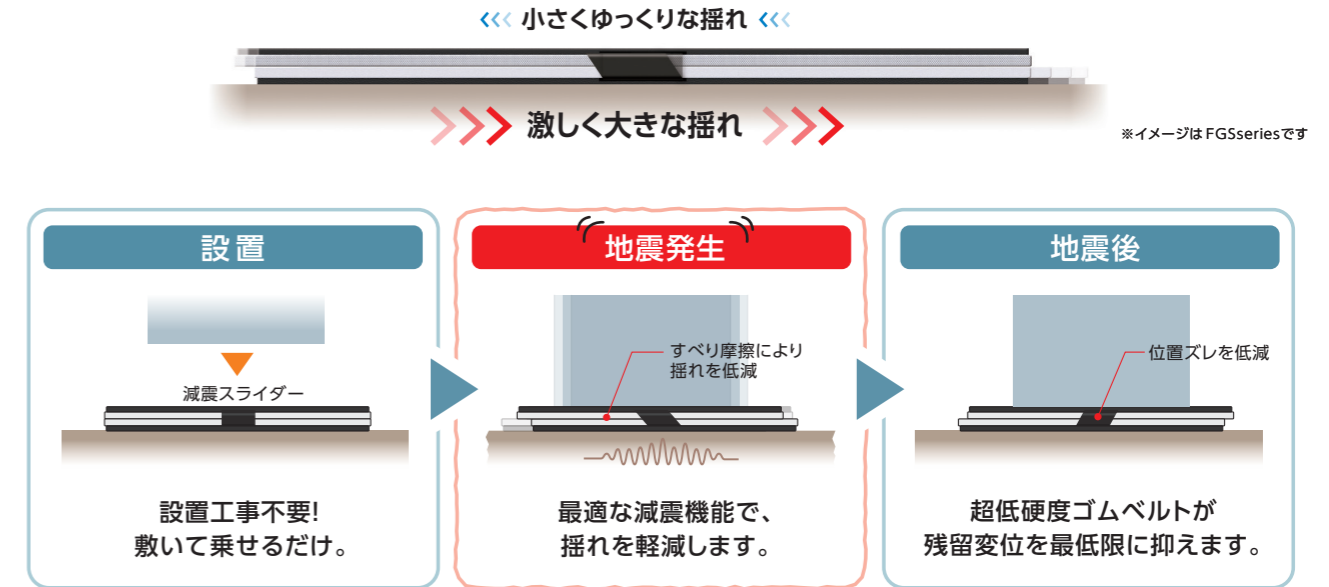 小さくゆっくりな揺れ
激しく大きな揺れ
※イメージはFGSseriesです
設置
減震スライダー
設置工事不要!
敷いて乗せるだけ。
地震発生
すべり摩擦により
揺れを低減
最適な減震機能で、
揺れを軽減します。
地震後
位置ズレを低減
超低硬度ゴムベルトが
残留変位を最低限に抑えます。